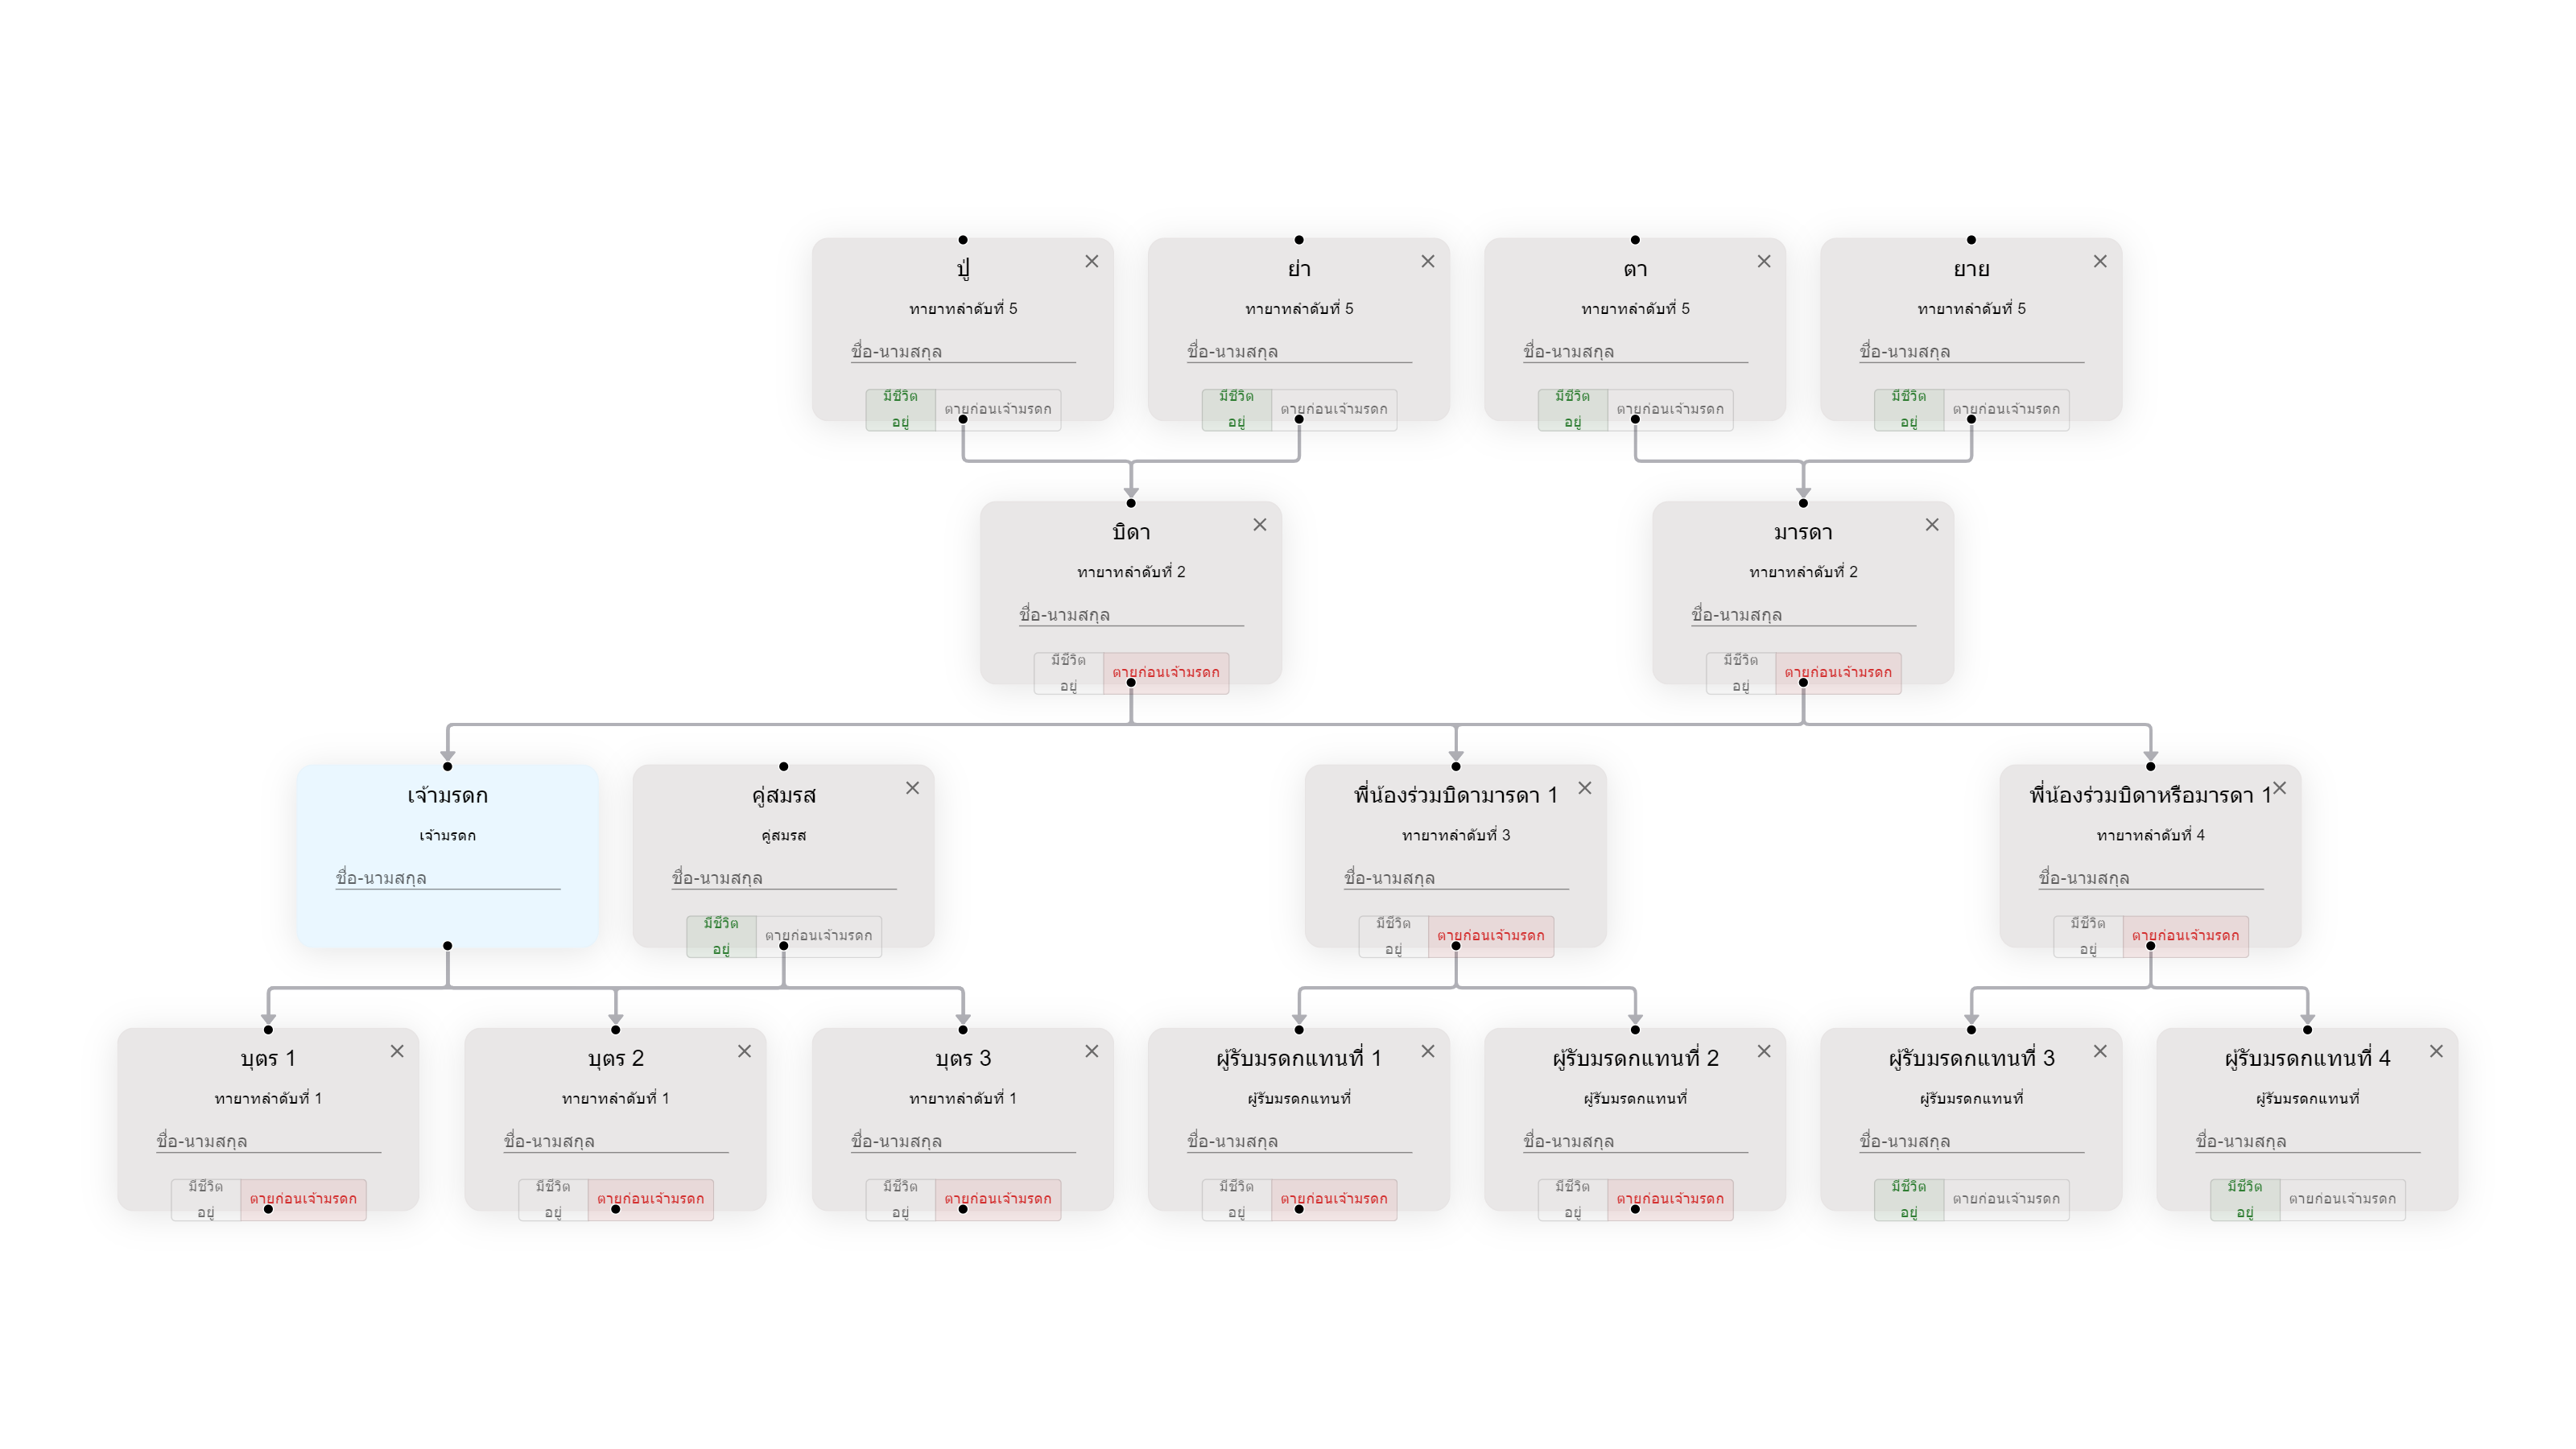 ปู่
ทายาทลำดับที่ 5
ชื่อ-นามสกุล
มีชีวิต
อยู่
ตายก่อนเจ้ามรดก
ย่า
ทายาทลำดับที่ 5
ชื่อ-นามสกุล
มีชีวิต
อยู่
ตายก่อนเจ้ามรดก
ตา
ทายาทลำดับที่ 5
ชื่อ-นามสกุล
มีชีวิต
อยู่
ตายก่อนเจ้ามรดก
ยาย
ทายาทลำดับที่ 5
ชื่อ-นามสกุล
มีชีวิต
อยู่
ตายก่อนเจ้ามรดก
บิดา
ทายาทลำดับที่ 2
ชื่อ-นามสกุล
มีชีวิต
อยู่
ตายก่อนเจ้ามรดก
มารดา
ทายาทลำดับที่ 2
ชื่อ-นามสกุล
มีชีวิต
อยู่
ตายก่อนเจ้ามรดก
เจ้ามรดก
เจ้ามรดก
ชื่อ-นามสกุล
คู่สมรส
คู่สมรส
ชื่อ-นามสกุล
มีชีวิต
อยู่
ตายก่อนเจ้ามรดก
พี่น้องร่วมบิดามารดา 1
ทายาทลำดับที่ 3
ชื่อ-นามสกุล
มีชีวิต
อยู่
ตายก่อนเจ้ามรดก
พี่น้องร่วมบิดาหรือมารดา 1
ทายาทลำดับที่ 4
ชื่อ-นามสกุล
มีชีวิต
อยู่
ตายก่อนเจ้ามรดก
บุตร 1
ทายาทลำดับที่ 1
ชื่อ-นามสกุล
มีชีวิต
อยู่
ตายก่อนเจ้ามรดก
บุตร 2
ทายาทลำดับที่ 1
ชื่อ-นามสกุล
มีชีวิต
อยู่
ตายก่อนเจ้ามรดก
บุตร 3
ทายาทลำดับที่ 1
ชื่อ-นามสกุล
มีชีวิต
อยู่
ตายก่อนเจ้ามรดก
ผู้รับมรดกแทนที่ 1
ผู้รับมรดกแทนที่
ชื่อ-นามสกุล
มีชีวิต
อยู่
ตายก่อนเจ้ามรดก
ผู้รับมรดกแทนที่ 2
ผู้รับมรดกแทนที่
ชื่อ-นามสกุล
มีชีวิต
อยู่
ตายก่อนเจ้ามรดก
ผู้รับมรดกแทนที่ 3
ผู้รับมรดกแทนที่
ชื่อ-นามสกุล
มีชีวิต
อยู่
ตายก่อนเจ้ามรดก
ผู้รับมรดกแทนที่ 4
ผู้รับมรดกแทนที่
ชื่อ-นามสกุล
มีชีวิต
อยู่
ตายก่อนเจ้ามรดก